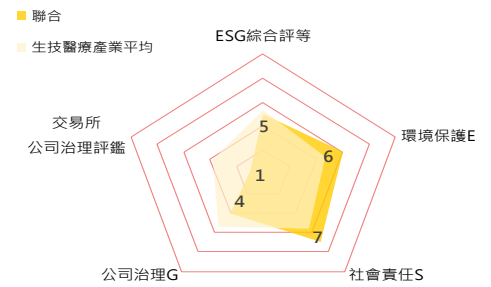 聯合
生技醫療產業平均
ESG綜合評等
交易所
公司治理評鑑
環境保護E
5
6
1
4
7
公司治理G
社會責任S